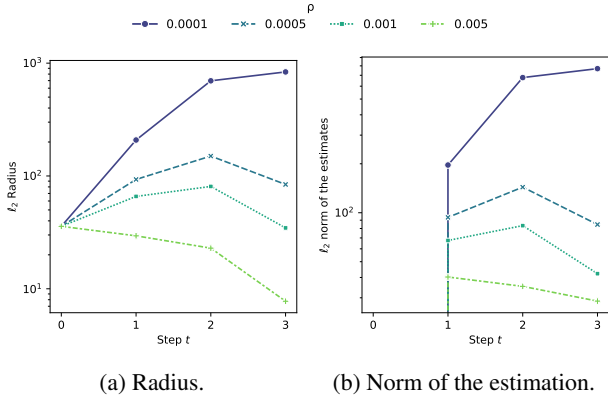 ρ
0.0001 0.0005 0.001 0.005
10³
10²
10¹
ℓ₂ Radius
0 1 2 3
Step t
10²
ℓ₂ norm of the estimates
0 1 2 3
Step t
(a) Radius.
(b) Norm of the estimation.